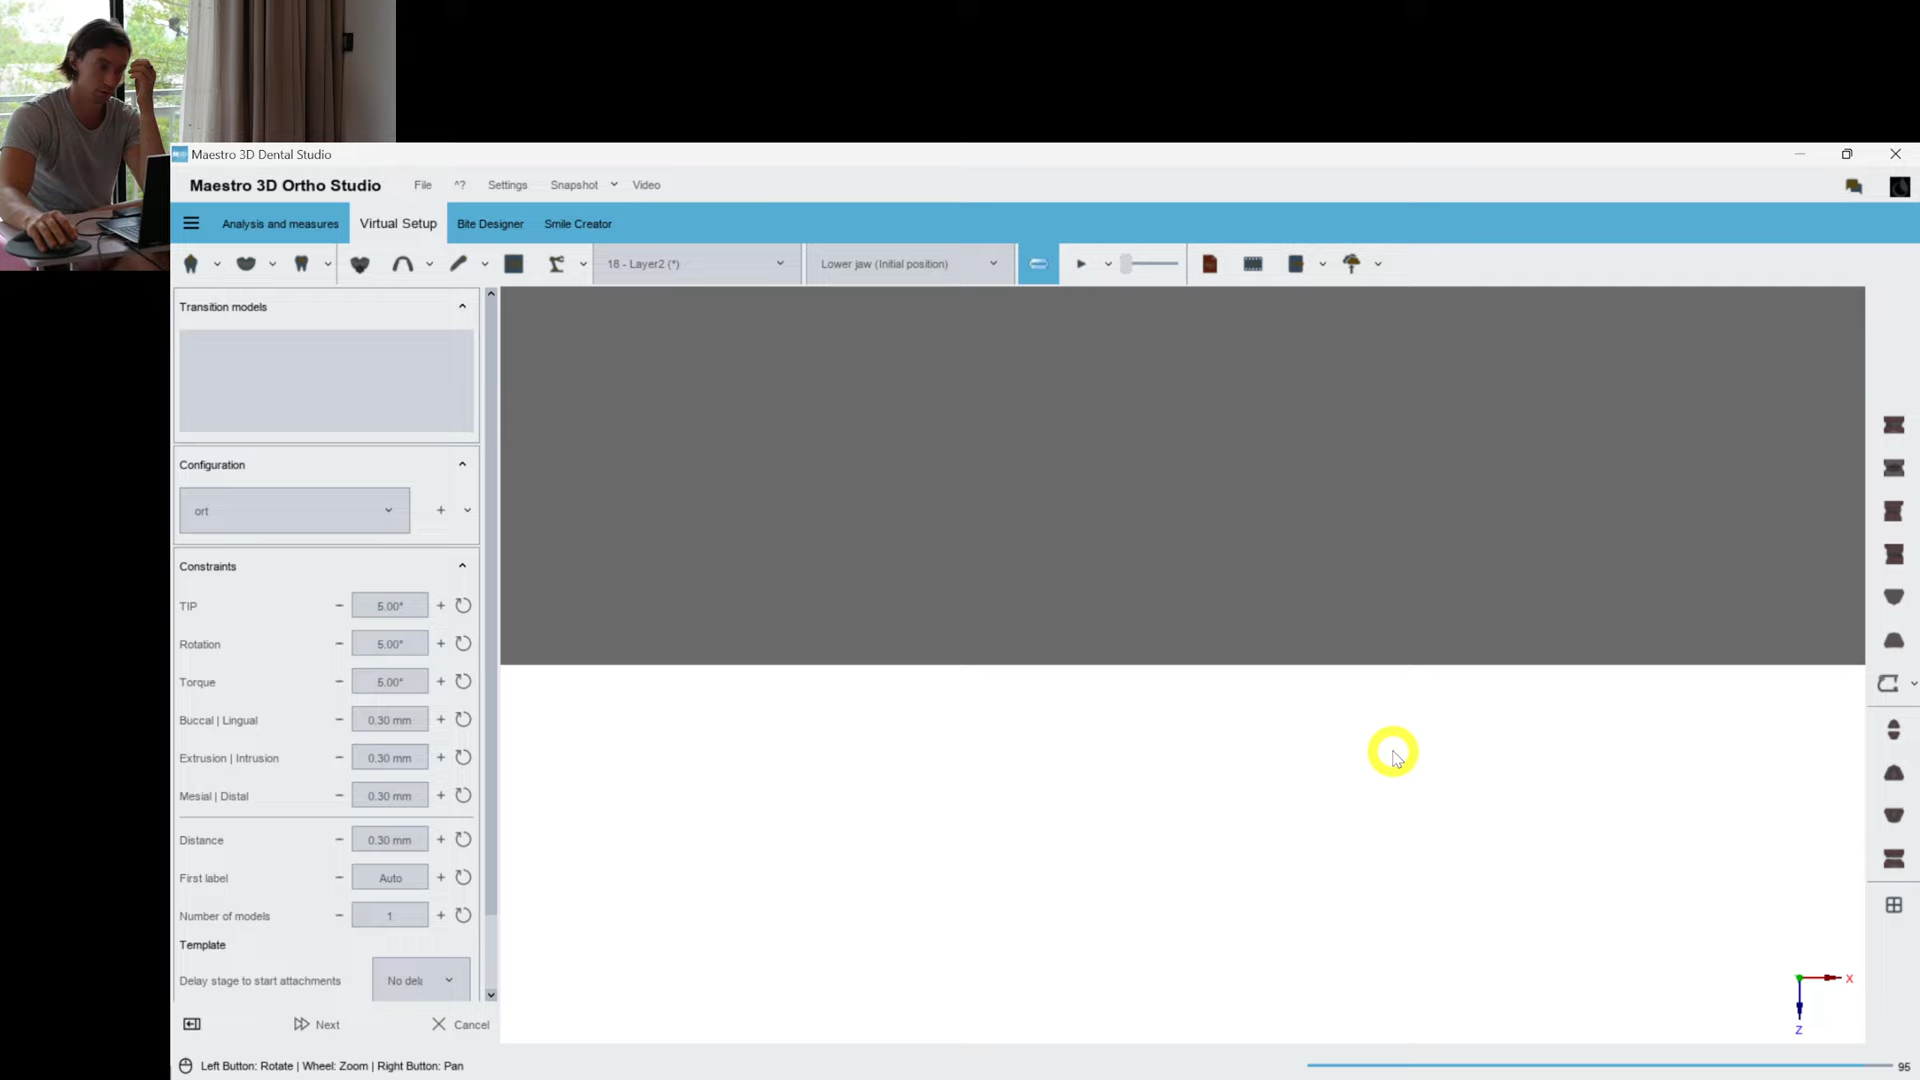 Maestro 3D Dental Studio
Maestro 3D Ortho Studio
File
^?
Settings
Snapshot
Video
Analysis and measures
Virtual Setup
Bite Designer
Smile Creator
18 - Layer2 (*)
Lower jaw (Initial position)
Transition models
Configuration
ort
Constraints
TIP
5.00°
Rotation
5.00°
Torque
5.00°
Buccal | Lingual
0.30 mm
Extrusion | Intrusion
0.30 mm
Mesial | Distal
0.30 mm
Distance
0.30 mm
First label
Auto
Number of models
1
Template
Delay stage to start attachments
No dela
Next
Cancel
X
Z
Left Button: Rotate | Wheel: Zoom | Right Button: Pan
95